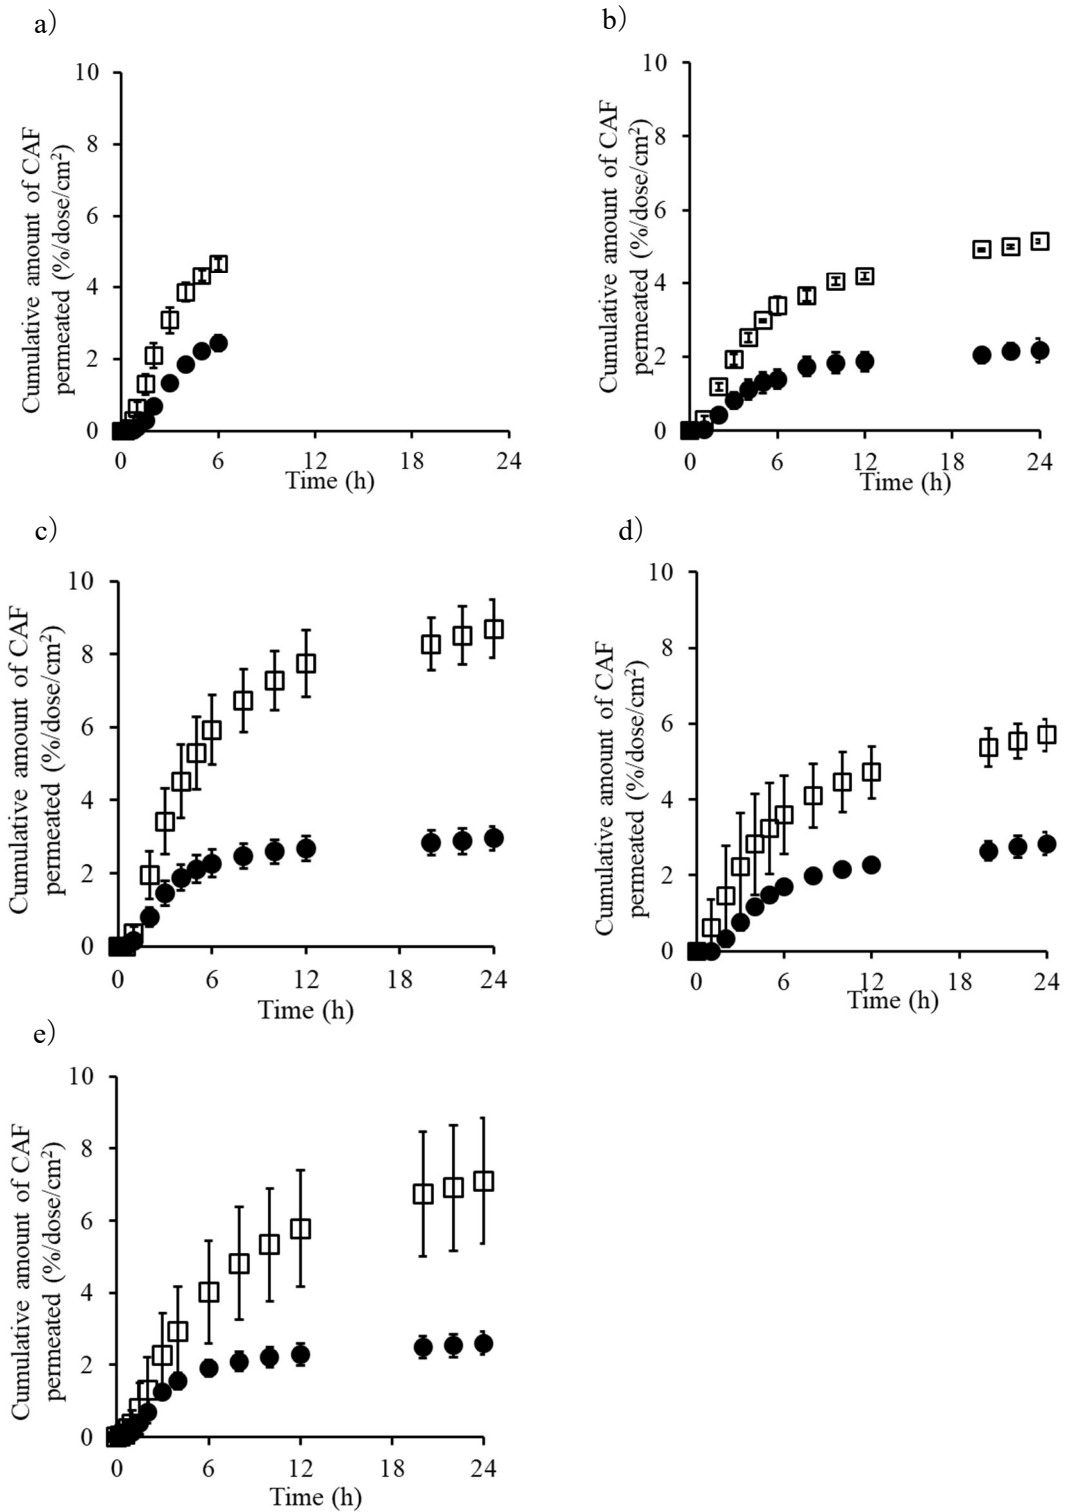 a)
Cumulative amount of CAF
permeated (%/dose/cm²)
10
8
6
4
2
0
0 6 12 18 24
Time (h)
b)
Cumulative amount of CAF
permeated (%/dose/cm²)
10
8
6
4
2
0
0 6 12 18 24
Time (h)
c)
Cumulative amount of CAF
permeated (%/dose/cm²)
10
8
6
4
2
0
0 6 12 18 24
Time (h)
d)
Cumulative amount of CAF
permeated (%/dose/cm²)
10
8
6
4
2
0
0 6 12 18 24
Time (h)
e)
Cumulative amount of CAF
permeated (%/dose/cm²)
10
8
6
4
2
0
0 6 12 18 24
Time (h)